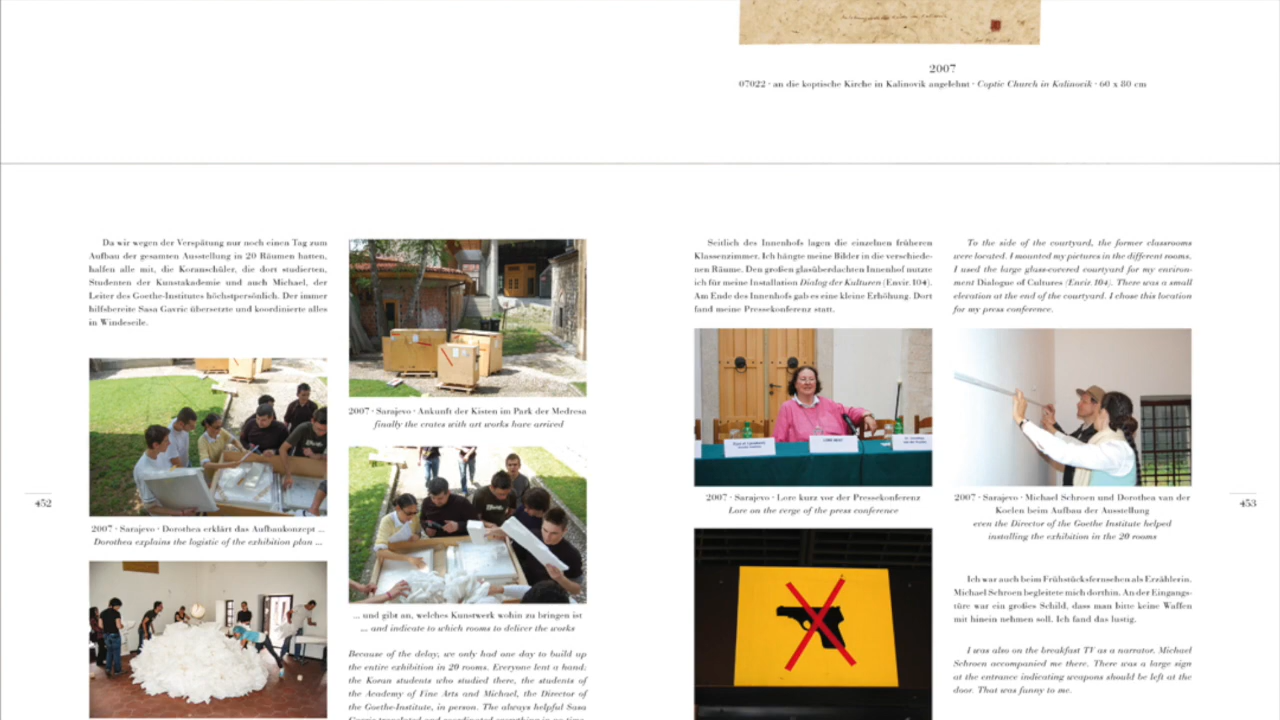 2007
07022 · an die koptische Kirche in Kalinovik angelehnt · Coptic Church in Kalinovik · 60 x 80 cm
Da wir wegen der Verspätung nur noch einen Tag zum
Aufbau der gesamten Ausstellung in 20 Räumen hatten,
halfen alle mit, die Koranschüler, die dort studierten,
Studenten der Kunstakademie und auch Michael, der
Leiter des Goethe-Institutes höchstpersönlich. Der immer
hilfsbereite Sasa Gavric übersetzte und koordinierte alles
in Windeseile.
2007 · Sarajevo · Dorothea erklärt das Aufbaukonzept ...
Dorothea explains the logistic of the exhibition plan ...
452
2007 · Sarajevo · Ankunft der Kisten im Park der Medresa
finally the crates with art works have arrived
... und gibt an, welches Kunstwerk wohin zu bringen ist
... and indicate to which rooms to deliver the works
Because of the delay, we only had one day to build up
the entire exhibition in 20 rooms. Everyone lent a hand:
the Koran students who studied there, the students of
the Academy of Fine Arts and Michael, the Director of
the Goethe-Institute, in person. The always helpful Sasa
Gavric translated and coordinated everything in no time.
Seitlich des Innenhofs lagen die einzelnen früheren
Klassenzimmer. Ich hängte meine Bilder in die verschiede-
nen Räume. Den großen glasüberdachten Innenhof nutzte
ich für meine Installation Dialog der Kulturen (Envir. 104).
Am Ende des Innenhofs gab es eine kleine Erhöhung. Dort
fand meine Pressekonferenz statt.
2007 · Sarajevo · Lore kurz vor der Pressekonferenz
Lore on the verge of the press conference
To the side of the courtyard, the former classrooms
were located. I mounted my pictures in the different rooms.
I used the large glass-covered courtyard for my environ-
ment Dialogue of Cultures (Envir. 104). There was a small
elevation at the end of the courtyard. I chose this location
for my press conference.
2007 · Sarajevo · Michael Schroen und Dorothea van der
Koelen beim Aufbau der Ausstellung
even the Director of the Goethe Institute helped
installing the exhibition in the 20 rooms
453
Ich war auch beim Frühstücksfernsehen als Erzählerin.
Michael Schroen begleitete mich dorthin. An der Eingangs-
türe war ein großes Schild, dass man bitte keine Waffen
mit hinein nehmen soll. Ich fand das lustig.
I was also on the breakfast TV as a narrator. Michael
Schroen accompanied me there. There was a large sign
at the entrance indicating weapons should be left at the
door. That was funny to me.